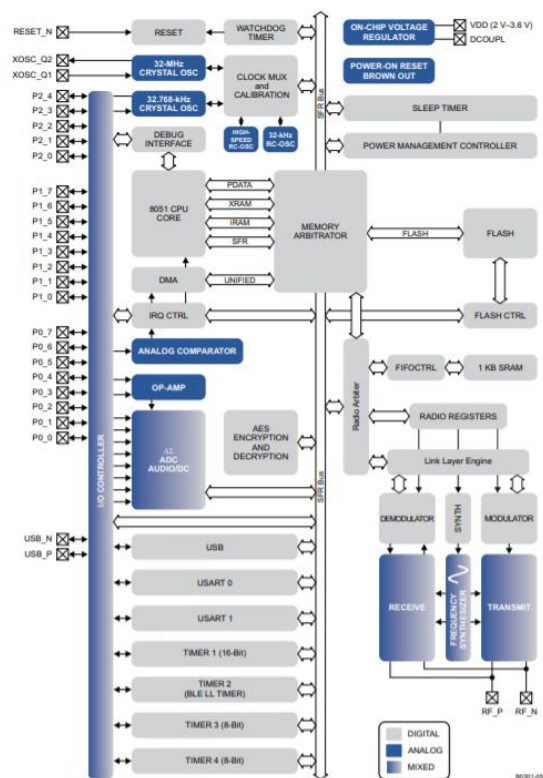 RESET_N
RESET
WATCHDOG
TIMER
ON-CHIP VOLTAGE
REGULATOR
VDD (2 V–3.6 V)
DCOUPL
XOSC_Q2
XOSC_Q1
32-MHz
CRYSTAL OSC
CLOCK MUX
and
CALIBRATION
SFR Bus
POWER-ON RESET
BROWN OUT
P2_4
P2_3
P2_2
P2_1
P2_0
32.768-kHz
CRYSTAL OSC
HIGH-
SPEED
RC-OSC
32-kHz
RC-OSC
SLEEP TIMER
DEBUG
INTERFACE
POWER MANAGEMENT CONTROLLER
P1_7
P1_6
P1_5
P1_4
P1_3
P1_2
P1_1
P1_0
8051 CPU
CORE
PDATA
XRAM
IRAM
SFR
MEMORY
ARBITRATOR
FLASH
FLASH
DMA
UNIFIED
IRQ CTRL
FLASH CTRL
P0_7
P0_6
P0_5
P0_4
P0_3
P0_2
P0_1
P0_0
ANALOG COMPARATOR
OP-AMP
Radio Arbiter
FIFOCTRL
1 KB SRAM
I/O CONTROLLER
ΔΣ
ADC
AUDIO/DC
AES
ENCRYPTION
AND
DECRYPTION
RADIO REGISTERS
Link Layer Engine
SFR Bus
DEMODULATOR
SYNTH
MODULATOR
USB_N
USB_P
USB
USART 0
USART 1
RECEIVE
FREQUENCY
SYNTHESIZER
TRANSMIT
TIMER 1 (16-Bit)
TIMER 2
(BLE LL TIMER)
RF_P
RF_N
TIMER 3 (8-Bit)
TIMER 4 (8-Bit)
DIGITAL
ANALOG
MIXED